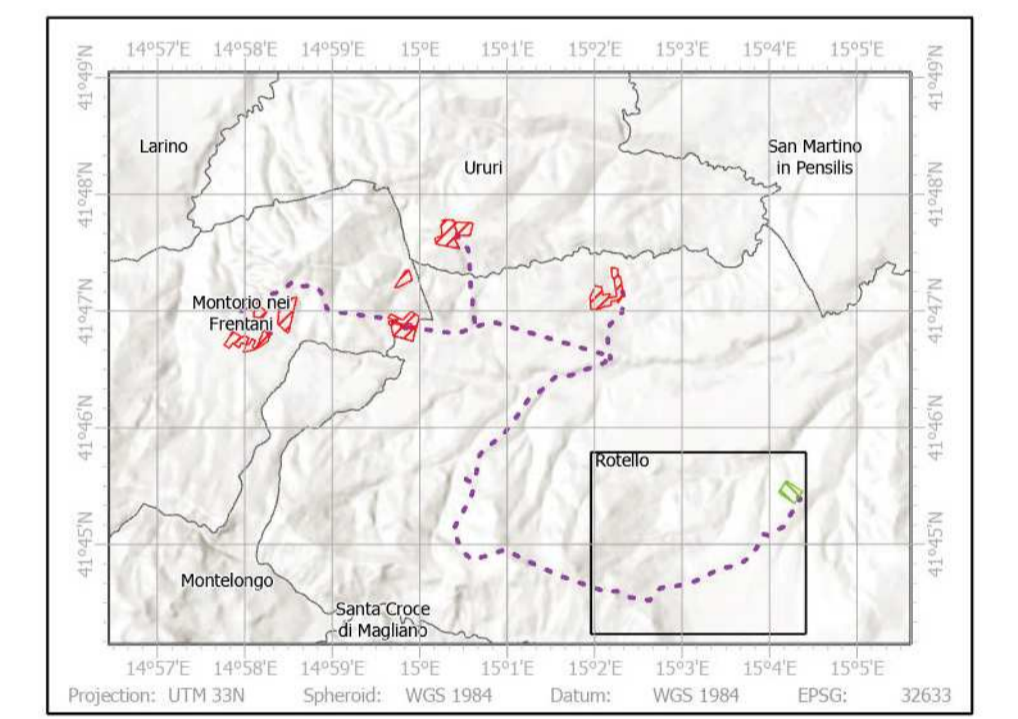 14°57'E 14°58'E 14°59'E 15°E 15°1'E 15°2'E 15°3'E 15°4'E 15°5'E
41°49'N 41°49'N
Larino
Ururi
San Martino
in Pensilis
41°48'N 41°48'N
Montorio nei
Frentani
41°47'N 41°47'N
41°46'N 41°46'N
Rotello
41°45'N 41°45'N
Montelongo
Santa Croce
di Magliano
14°57'E 14°58'E 14°59'E 15°E 15°1'E 15°2'E 15°3'E 15°4'E 15°5'E
Projection: UTM 33N Spheroid: WGS 1984 Datum: WGS 1984 EPSG: 32633